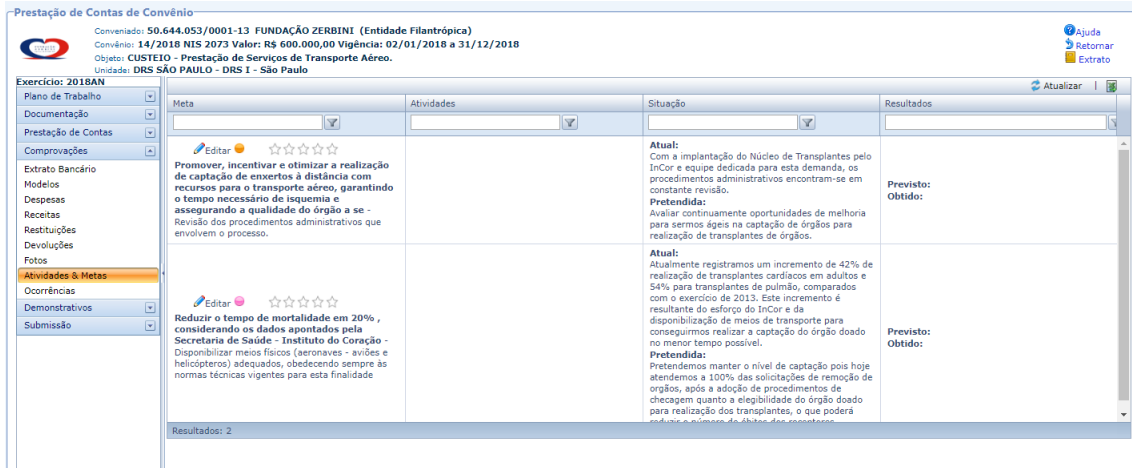 Prestação de Contas de Convênio
Conveniado: 50.644.053/0001-13 FUNDAÇÃO ZERBINI (Entidade Filantrópica)
Convênio: 14/2018 NIS 2073 Valor: R$ 600.000,00 Vigência: 02/01/2018 a 31/12/2018
Objeto: CUSTEIO - Prestação de Serviços de Transporte Aéreo.
Unidade: DRS SÃO PAULO - DRS I - São Paulo
Ajuda
Retornar
Extrato
Exercício: 2018AN
Plano de Trabalho
Documentação
Prestação de Contas
Comprovações
Extrato Bancário
Modelos
Despesas
Receitas
Restituições
Devoluções
Fotos
Atividades & Metas
Ocorrências
Demonstrativos
Submissão
Atualizar |
Meta Atividades Situação Resultados
Editar
Promover, incentivar e otimizar a realização
de captação de enxertos à distância com
recursos para o transporte aéreo, garantindo
o tempo necessário de isquemia e
assegurando a qualidade do órgão a se -
Revisão dos procedimentos administrativos que
envolvem o processo.
Atual:
Com a implantação do Núcleo de Transplantes pelo
InCor e equipe dedicada para esta demanda, os
procedimentos administrativos encontram-se em
constante revisão.
Pretendida:
Avaliar continuamente oportunidades de melhoria
para sermos ágeis na captação de órgãos para
realização de transplantes de órgãos.
Previsto:
Obtido:
Editar
Reduzir o tempo de mortalidade em 20% ,
considerando os dados apontados pela
Secretaria de Saúde - Instituto do Coração -
Disponibilizar meios físicos (aeronaves - aviões e
helicópteros) adequados, obedecendo sempre às
normas técnicas vigentes para esta finalidade
Atual:
Atualmente registramos um incremento de 42% de
realização de transplantes cardíacos em adultos e
54% para transplantes de pulmão, comparados
com o exercício de 2013. Este incremento é
resultante do esforço do InCor e da
disponibilização de meios de transporte para
conseguirmos realizar a captação do órgão doado
no menor tempo possível.
Pretendida:
Pretendemos manter o nível de captação pois hoje
atendemos a 100% das solicitações de remoção de
orgãos, após a adoção de procedimentos de
checagem quanto a elegibilidade do órgão doado
para realização dos transplantes, o que poderá
reduzir o número de óbitos dos receptores
Previsto:
Obtido:
Resultados: 2